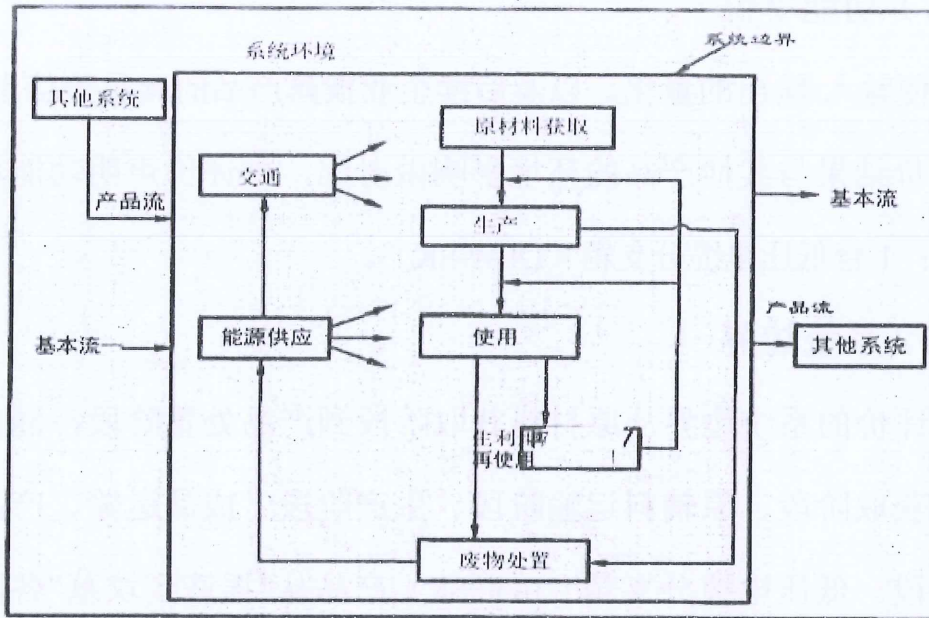 系统环境
系统边界
其他系统
原材料获取
交通
产品流
基本流
生产
产品流
基本流
能源供应
使用
其他系统
生利
再使用
废物处置